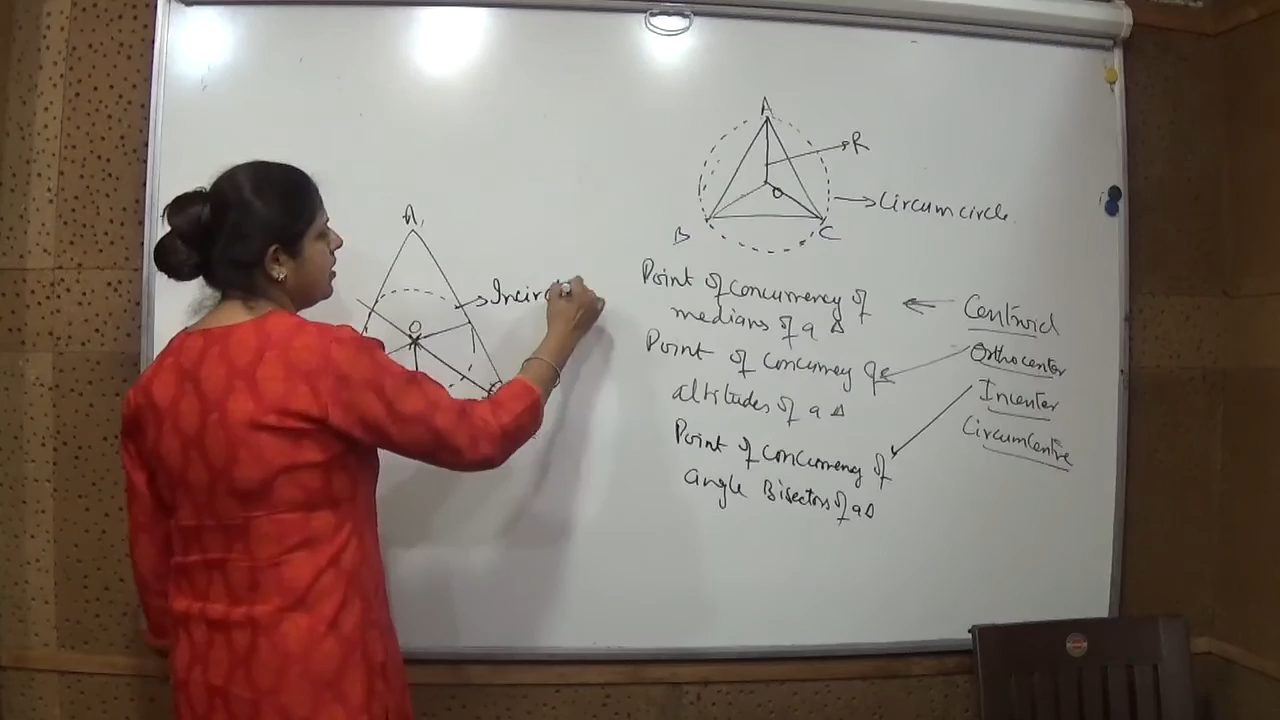 A
R
O
Circumcircle.
B
C
A
Incir
O
Point of concurrency of
medians of a Δ
Centroid
Point of concurrency of
altitudes of a Δ
Orthocenter
Incenter
Point of concurrency of
angle Bisectors of a Δ
Circumcentre